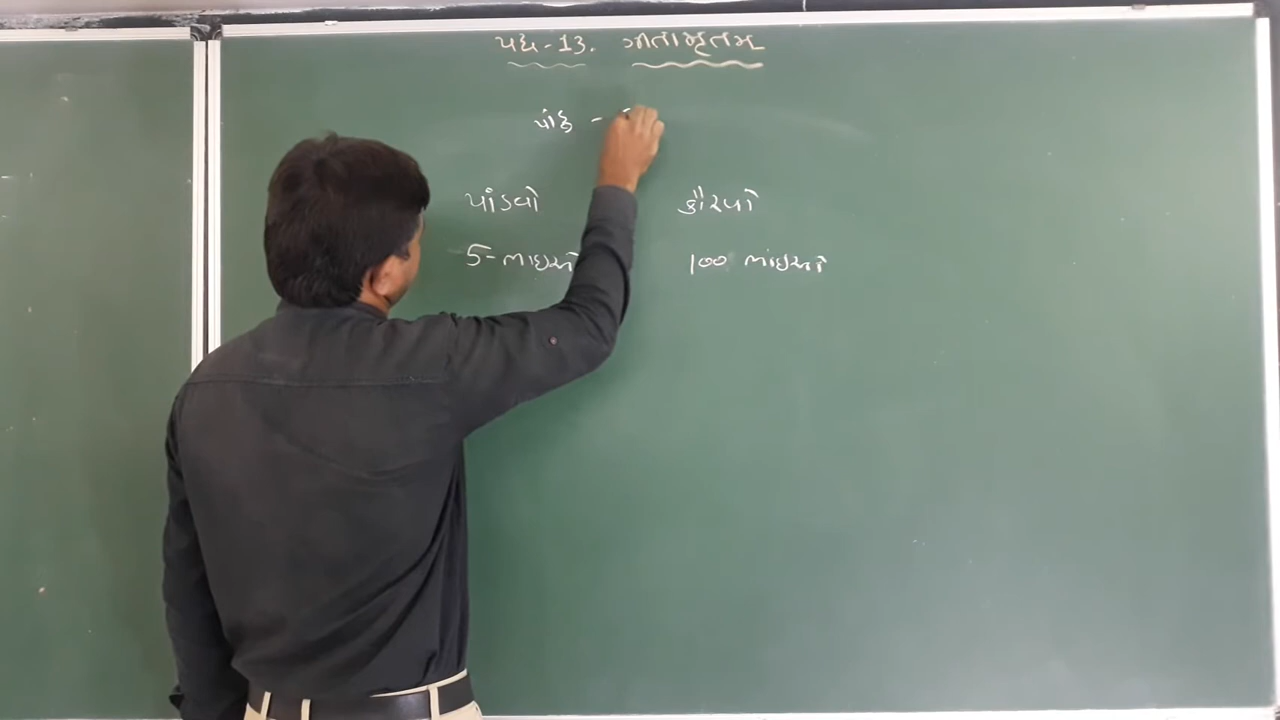 પદ્ય-13. ગીતામૃતમ્
પાંડુ -
પાંડવો કૌરવો
5-ભાઇઓ 100 ભાંઇઓ